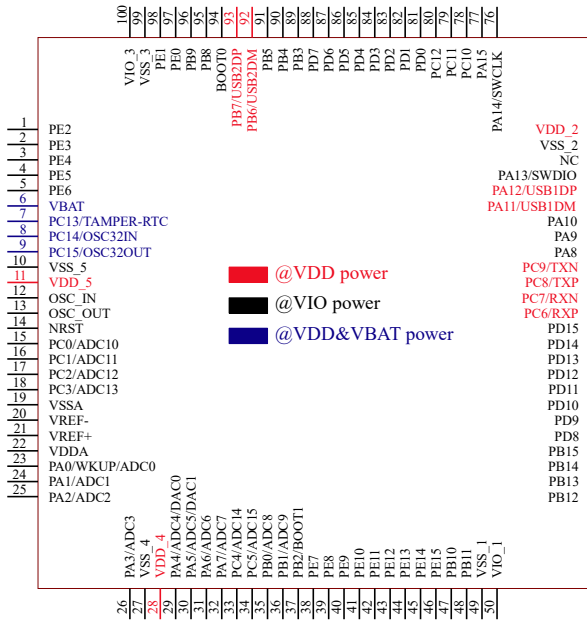 100
99
98
97
96
95
94
93
92
91
90
89
88
87
86
85
84
83
82
81
80
79
78
77
76
VIO_3
VSS_3
PE1
PE0
PB9
PB8
BOOT0
PB7/USB2DP
PB6/USB2DM
PB5
PB4
PB3
PD7
PD6
PD5
PD4
PD3
PD2
PD1
PD0
PC12
PC11
PC10
PA15
PA14/SWCLK
1 PE2
2 PE3
3 PE4
4 PE5
5 PE6
6 VBAT
7 PC13/TAMPER-RTC
8 PC14/OSC32IN
9 PC15/OSC32OUT
10 VSS_5
11 VDD_5
12 OSC_IN
13 OSC_OUT
14 NRST
15 PC0/ADC10
16 PC1/ADC11
17 PC2/ADC12
18 PC3/ADC13
19 VSSA
20 VREF-
21 VREF+
22 VDDA
23 PA0/WKUP/ADC0
24 PA1/ADC1
25 PA2/ADC2
@VDD power
@VIO power
@VDD&VBAT power
VDD_2
VSS_2
NC
PA13/SWDIO
PA12/USB1DP
PA11/USB1DM
PA10
PA9
PA8
PC9/TXN
PC8/TXP
PC7/RXN
PC6/RXP
PD15
PD14
PD13
PD12
PD11
PD10
PD9
PD8
PB15
PB14
PB13
PB12
PA3/ADC3
VSS_4
VDD_4
PA4/ADC4/DAC0
PA5/ADC5/DAC1
PA6/ADC6
PA7/ADC7
PC4/ADC14
PC5/ADC15
PB0/ADC8
PB1/ADC9
PB2/BOOT1
PE7
PE8
PE9
PE10
PE11
PE12
PE13
PE14
PE15
PB10
PB11
VSS_1
VIO_1
26
27
28
29
30
31
32
33
34
35
36
37
38
39
40
41
42
43
44
45
46
47
48
49
50